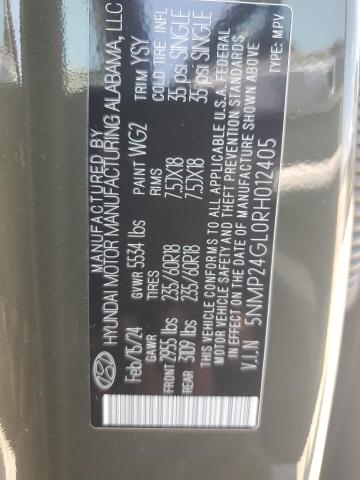 MANUFACTURED BY
HYUNDAI MOTOR MANUFACTURING ALABAMA, LLC
Feb/15/24 GVWR 5534 lbs PAINT WG2 TRIM YSY
GAWR TIRES RIMS COLD TIRE INFL
FRONT 2955 lbs 235/60R18 7.5JX18 35 psi SINGLE
REAR 3109 lbs 235/60R18 7.5JX18 35 psi SINGLE
THIS VEHICLE CONFORMS TO ALL APPLICABLE U.S.A. FEDERAL
MOTOR VEHICLE SAFETY AND THEFT PREVENTION STANDARDS
IN EFFECT ON THE DATE OF MANUFACTURE SHOWN ABOVE
V.I.N 5NMP24GL0RH012405 TYPE: MPV